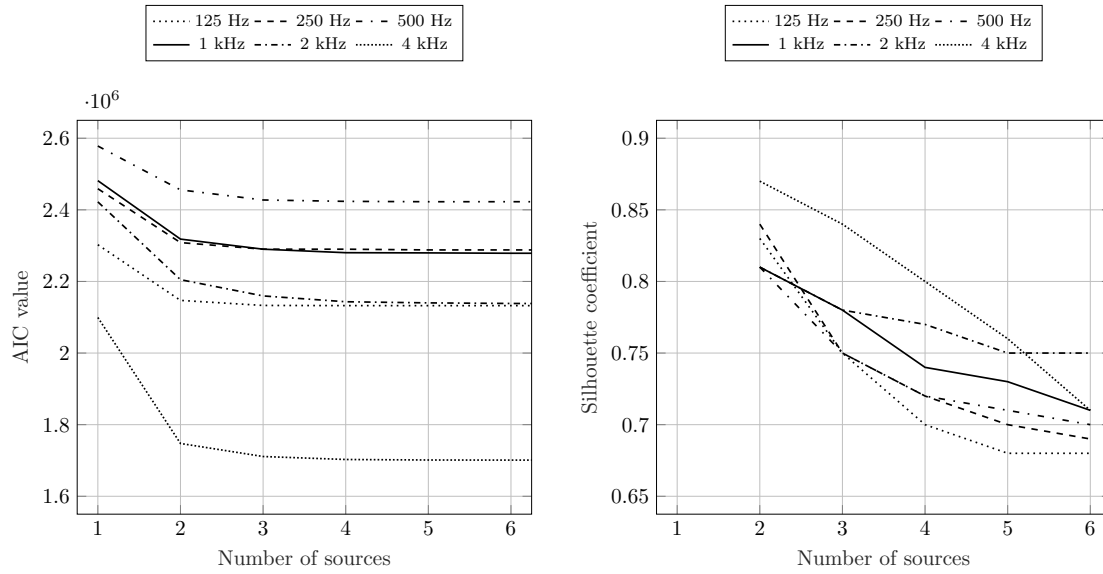 125 Hz 250 Hz 500 Hz
1 kHz 2 kHz 4 kHz
·10⁶
2.6
2.4
2.2
2
1.8
1.6
AIC value
1 2 3 4 5 6
Number of sources
125 Hz 250 Hz 500 Hz
1 kHz 2 kHz 4 kHz
0.9
0.85
0.8
0.75
0.7
0.65
Silhouette coefficient
1 2 3 4 5 6
Number of sources